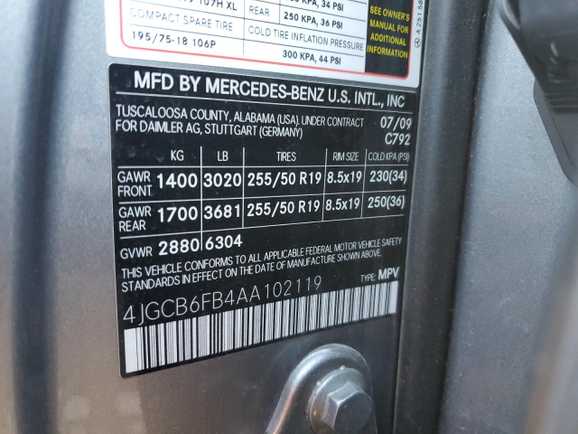 107H XL
REAR
250 KPA, 36 PSI
COMPACT SPARE TIRE
195/75-18 106P
COLD TIRE INFLATION PRESSURE
300 KPA, 44 PSI
SEE OWNER'S
MANUAL FOR
ADDITIONAL
INFORMATION
MFD BY MERCEDES-BENZ U.S. INTL., INC
TUSCALOOSA COUNTY, ALABAMA (USA). UNDER CONTRACT 07/09
FOR DAIMLER AG, STUTTGART (GERMANY) C792
KG LB TIRES RIM SIZE COLD KPA (PSI)
GAWR FRONT 1400 3020 255/50 R19 8.5x19 230(34)
GAWR REAR 1700 3681 255/50 R19 8.5x19 250(36)
GVWR 2880 6304
THIS VEHICLE CONFORMS TO ALL APPLICABLE FEDERAL MOTOR VEHICLE SAFETY
STANDARDS IN EFFECT ON THE DATE OF MANUFACTURE SHOWN ABOVE.
4JGCB6FB4AA102119 TYPE: MPV